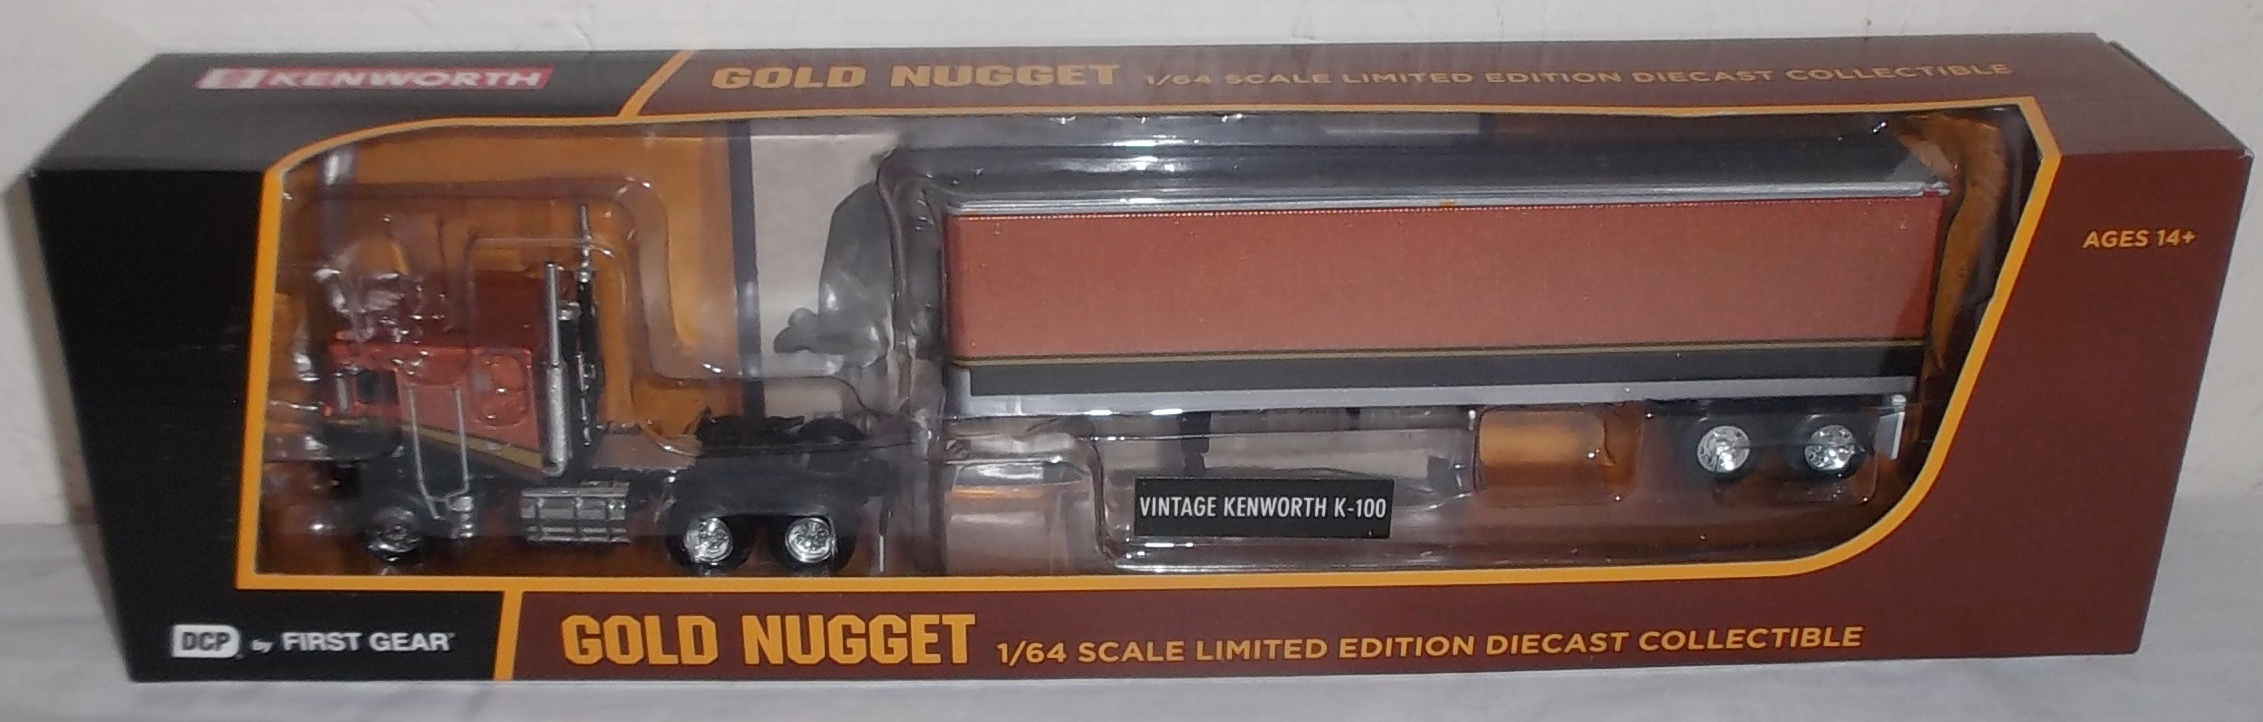 KENWORTH
GOLD NUGGET 1/64 SCALE LIMITED EDITION DIECAST COLLECTIBLE
AGES 14+
VINTAGE KENWORTH K-100
DCP by FIRST GEAR
GOLD NUGGET 1/64 SCALE LIMITED EDITION DIECAST COLLECTIBLE